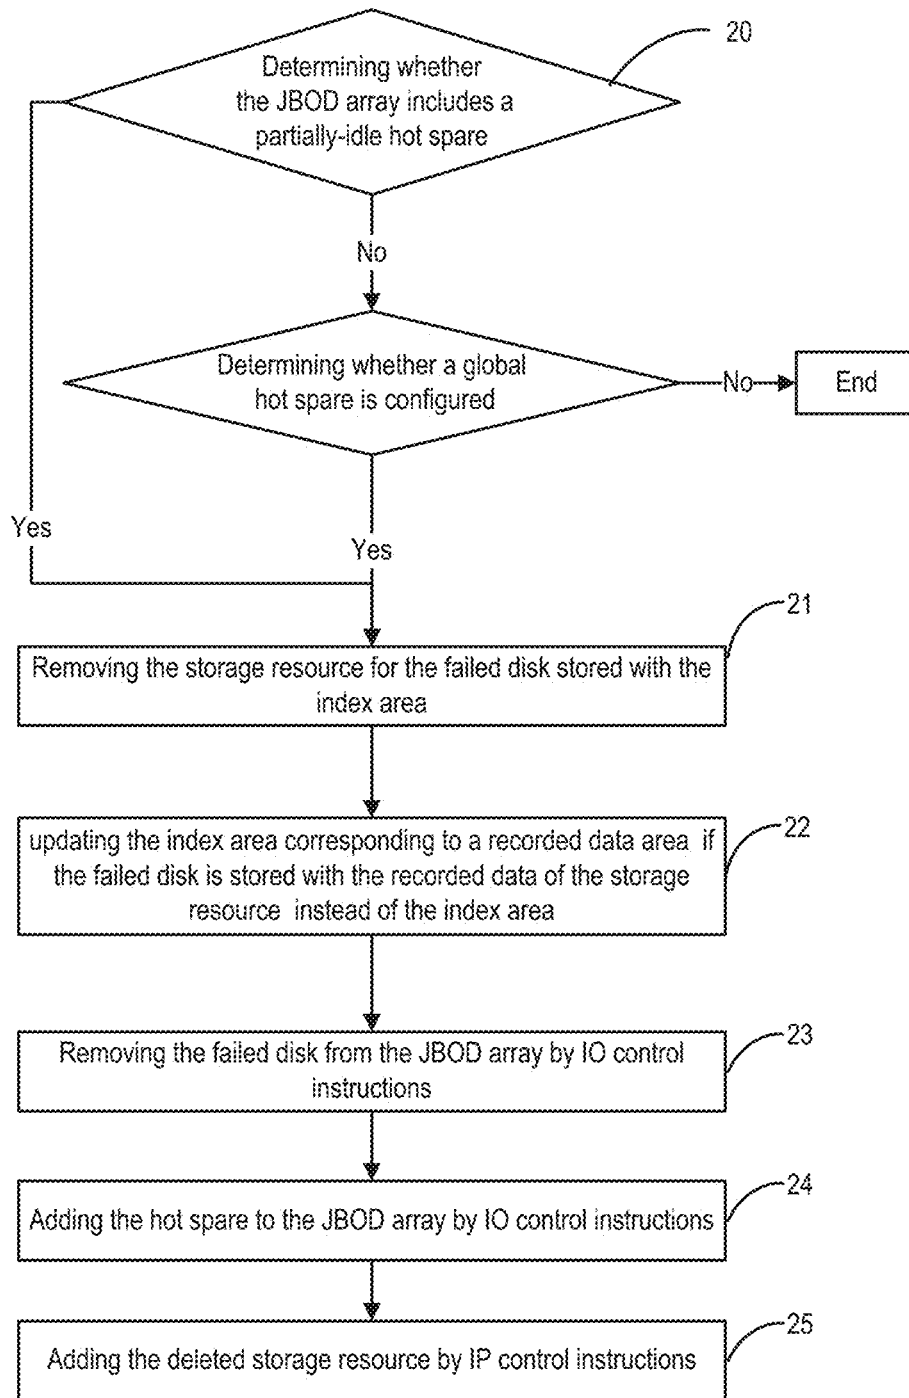 20
Determining whether
the JBOD array includes a
partially-idle hot spare
No
Determining whether a global
hot spare is configured
No
End
Yes
Yes
21
Removing the storage resource for the failed disk stored with the
index area
22
updating the index area corresponding to a recorded data area if
the failed disk is stored with the recorded data of the storage
resource instead of the index area
23
Removing the failed disk from the JBOD array by IO control
instructions
24
Adding the hot spare to the JBOD array by IO control instructions
25
Adding the deleted storage resource by IP control instructions